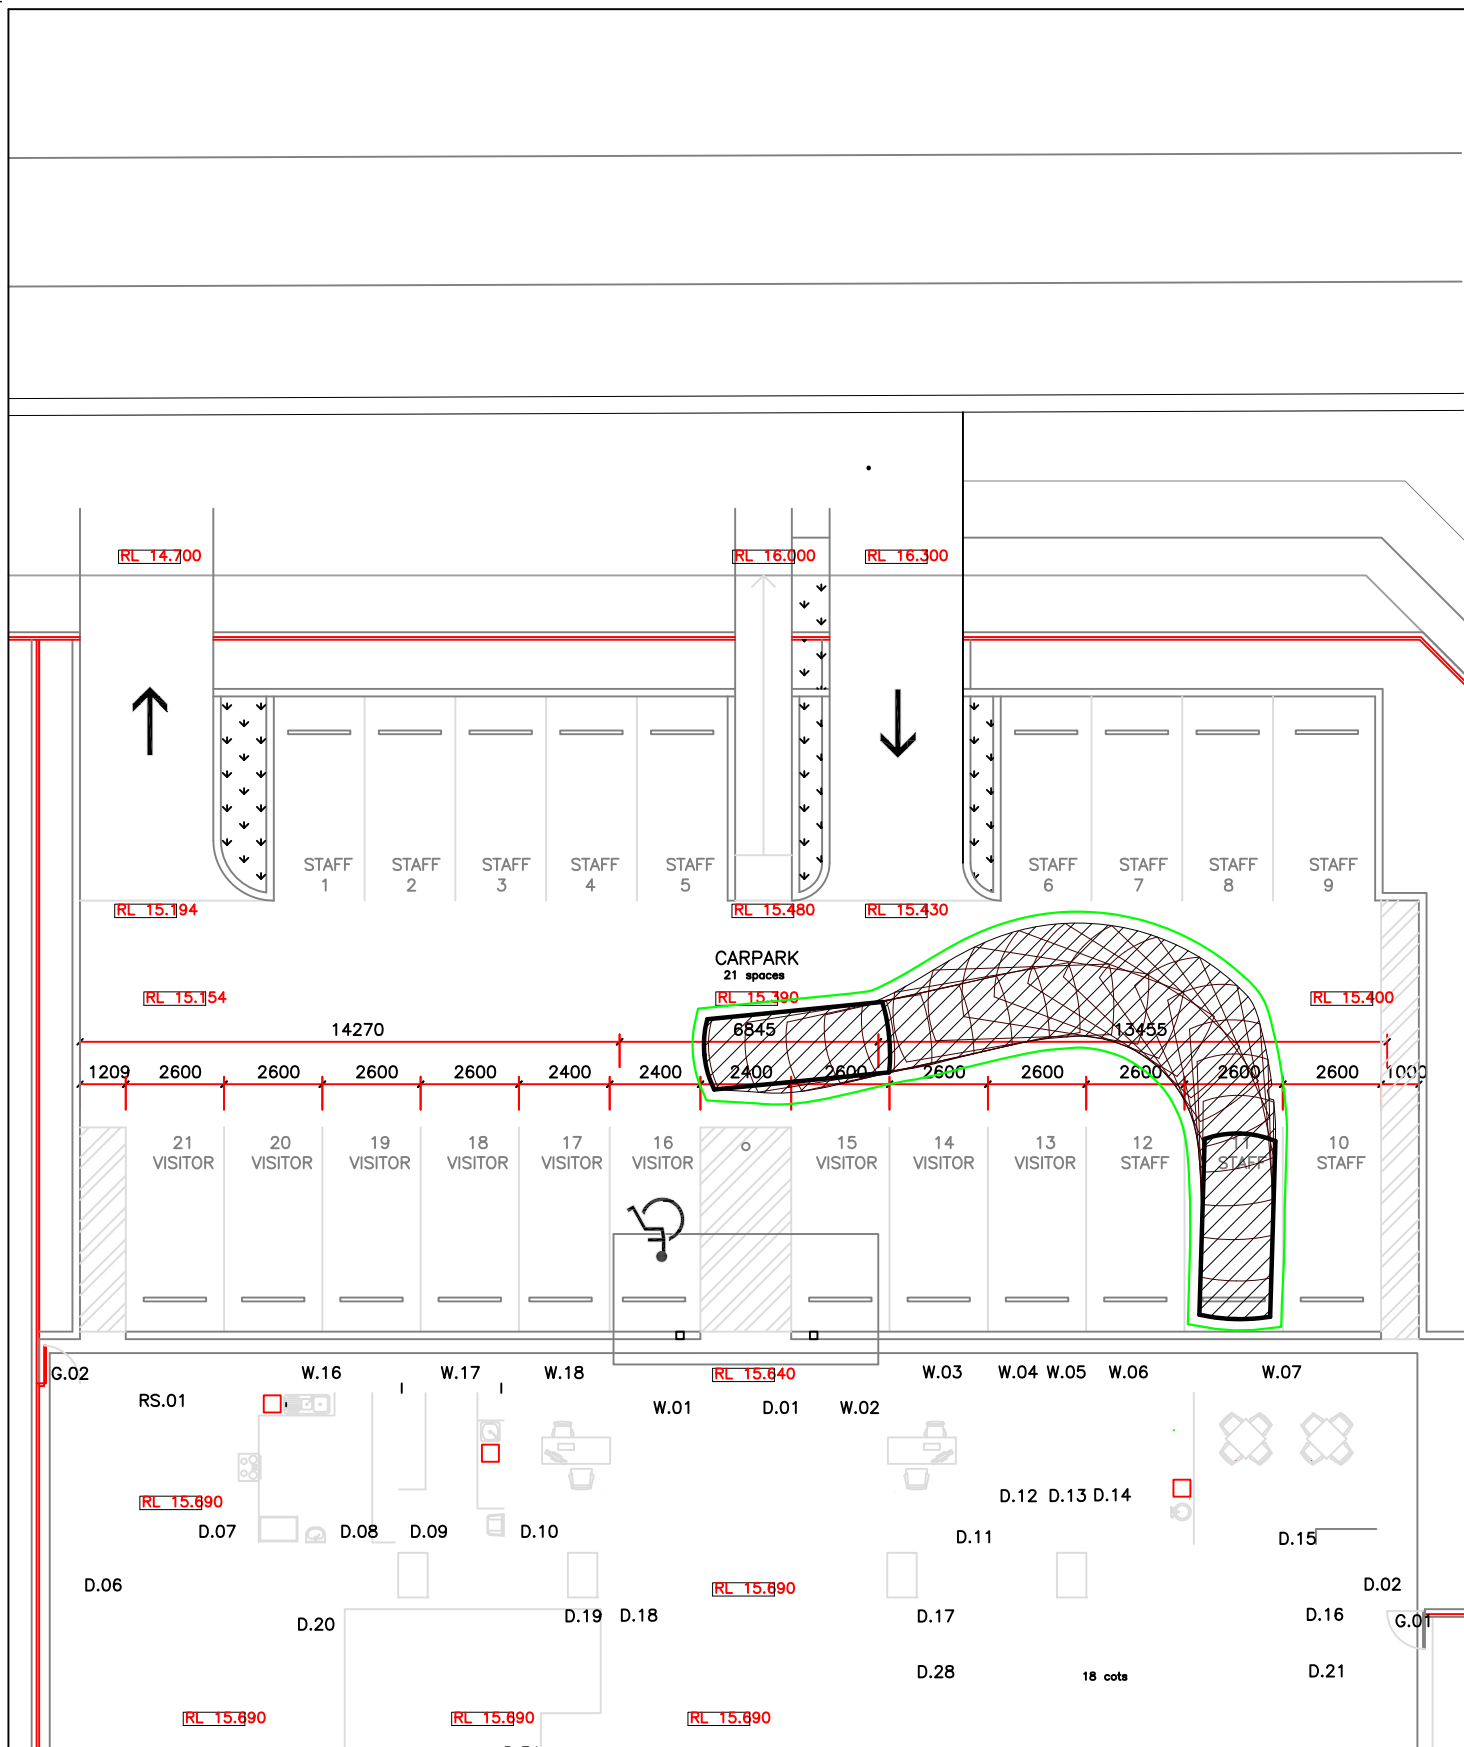 RL 14.700
RL 16.000
RL 16.300
STAFF
1
STAFF
2
STAFF
3
STAFF
4
STAFF
5
STAFF
6
STAFF
7
STAFF
8
STAFF
9
RL 15.194
RL 15.480
RL 15.430
CARPARK
21 spaces
RL 15.154
RL 15.390
RL 15.400
14270
6845
13455
1209
2600
2600
2600
2600
2400
2400
2400
2600
2600
2600
2600
2600
2600
1000
21
VISITOR
20
VISITOR
19
VISITOR
18
VISITOR
17
VISITOR
16
VISITOR
15
VISITOR
14
VISITOR
13
VISITOR
12
STAFF
11
STAFF
10
STAFF
G.02
W.16
W.17
W.18
RL 15.640
W.03
W.04
W.05
W.06
W.07
RS.01
W.01
D.01
W.02
RL 15.690
D.12
D.13
D.14
D.07
D.08
D.09
D.10
D.11
D.15
D.06
RL 15.690
D.02
D.20
D.19
D.18
D.17
D.16
G.01
D.28
18 cots
D.21
RL 15.690
RL 15.690
RL 15.690